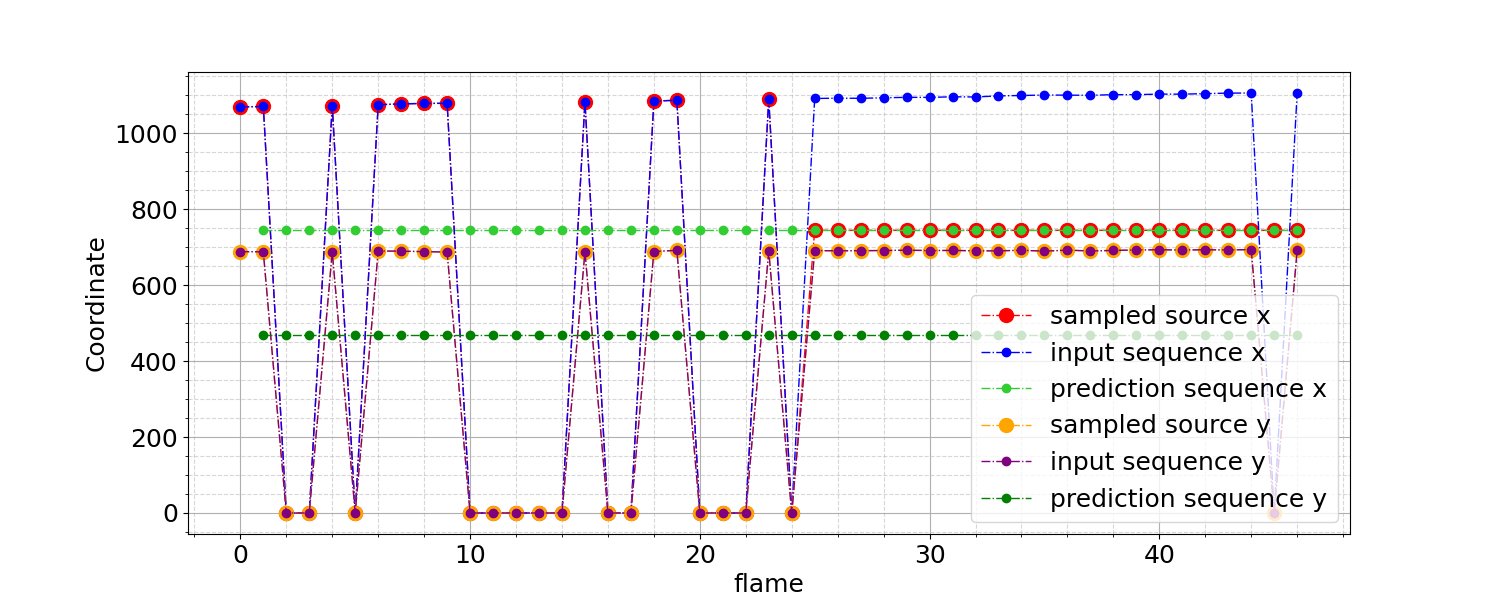 1000
800
600
400
200
0
Coordinate
sampled source x
input sequence x
prediction sequence x
sampled source y
input sequence y
prediction sequence y
0 10 20 30 40
flame